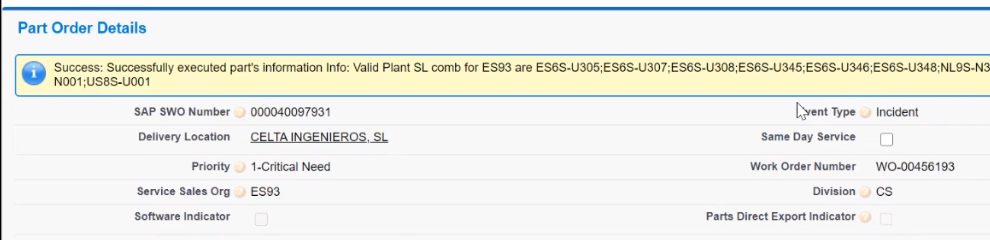 Part Order Details
Success: Successfully executed part's information Info: Valid Plant SL comb for ES93 are ES6S-U305;ES6S-U307;ES6S-U308;ES6S-U345;ES6S-U346;ES6S-U348;NL9S-N3
N001;US8S-U001
SAP SWO Number 000040097931 Event Type Incident
Delivery Location CELTA INGENIEROS, SL Same Day Service
Priority 1-Critical Need Work Order Number WO-00456193
Service Sales Org ES93 Division CS
Software Indicator Parts Direct Export Indicator